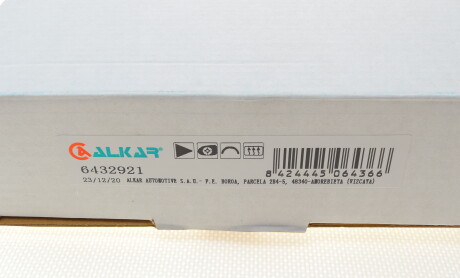 ALKAR
6432921
8 424445 064366
23/12/20 ALKAR AUTOMOTIVE S.A.U.- P.E. BOROA, PARCELA 2B4-5, 48340-AMOREBIETA (VIZCAYA)